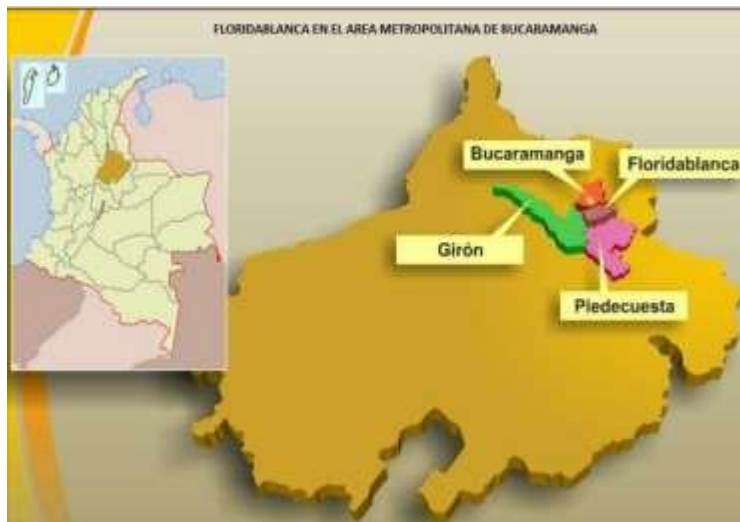 FLORIDABLANCA EN EL AREA METROPOLITANA DE BUCARAMANGA
Bucaramanga
Floridablanca
Girón
Piedecuesta